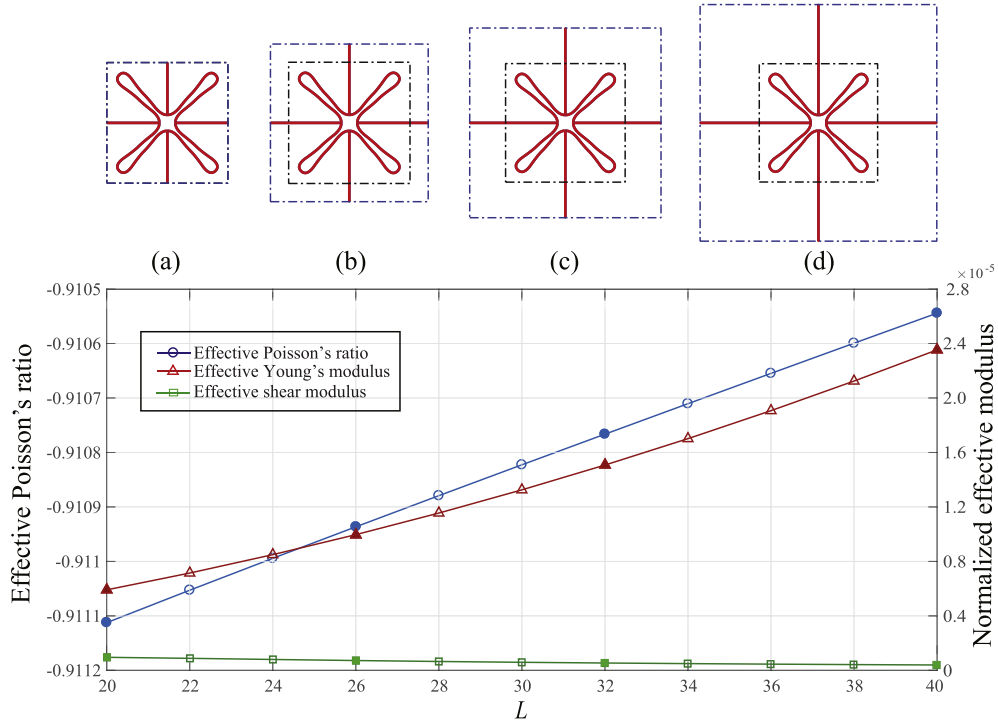 (a) (b) (c) (d)
×10⁻⁵
Effective Poisson's ratio
-0.9105
-0.9106
-0.9107
-0.9108
-0.9109
-0.911
-0.9111
-0.9112
Effective Poisson's ratio
Effective Young's modulus
Effective shear modulus
2.8
2.4
2.0
1.6
1.2
0.8
0.4
0
Normalized effective modulus
20 22 24 26 28 30 32 34 36 38 40
L